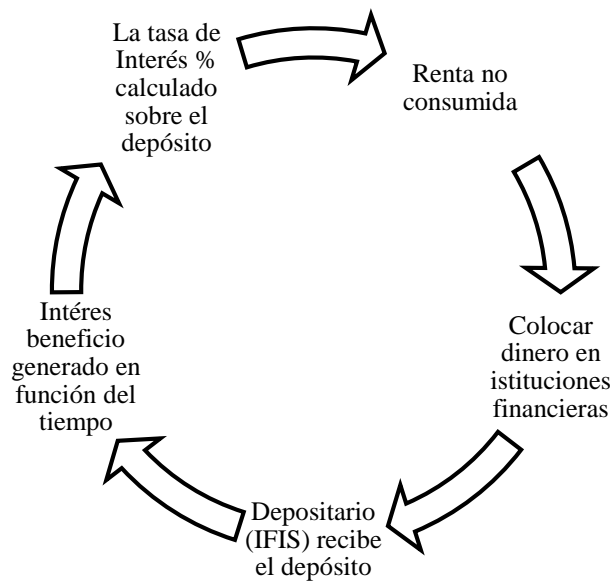 La tasa de
Interés %
calculado
sobre el
depósito
Renta no
consumida
Colocar
dinero en
istituciones
financieras
Depositario
(IFIS) recibe
el depósito
Intéres
beneficio
generado en
función del
tiempo